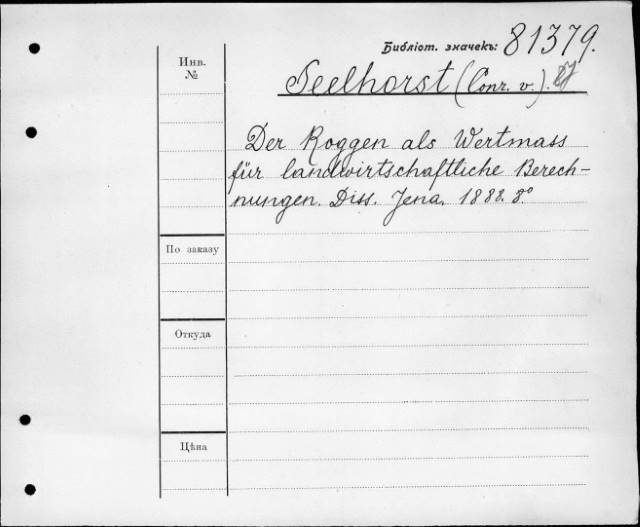 Библіот. значекъ: 81379.
Инв. №
Seelhorst (Conr. v.).
Der Roggen als Wertmass
für landwirtschaftliche Berech-
nungen. Diss. Jena. 1888. 8°
По заказу
Откуда
Цѣна